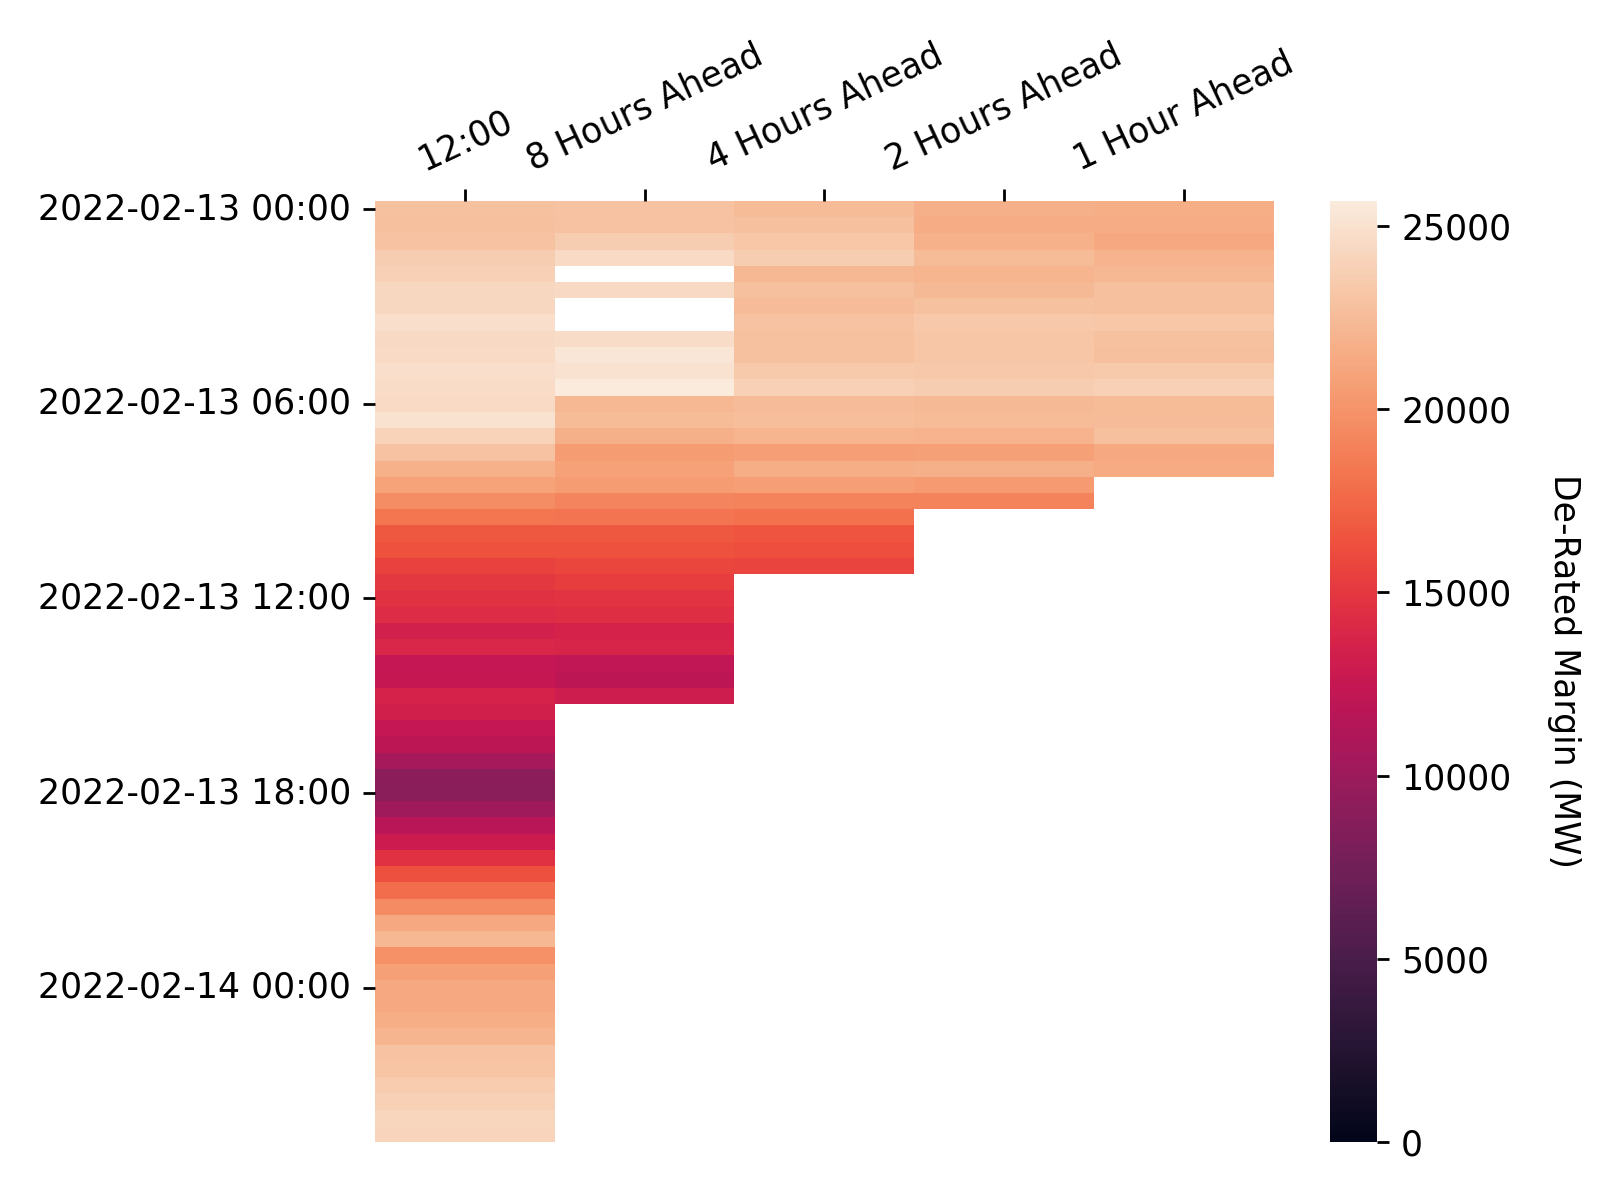 12:00
8 Hours Ahead
4 Hours Ahead
2 Hours Ahead
1 Hour Ahead
2022-02-13 00:00
2022-02-13 06:00
2022-02-13 12:00
2022-02-13 18:00
2022-02-14 00:00
25000
20000
15000
10000
5000
0
De-Rated Margin (MW)